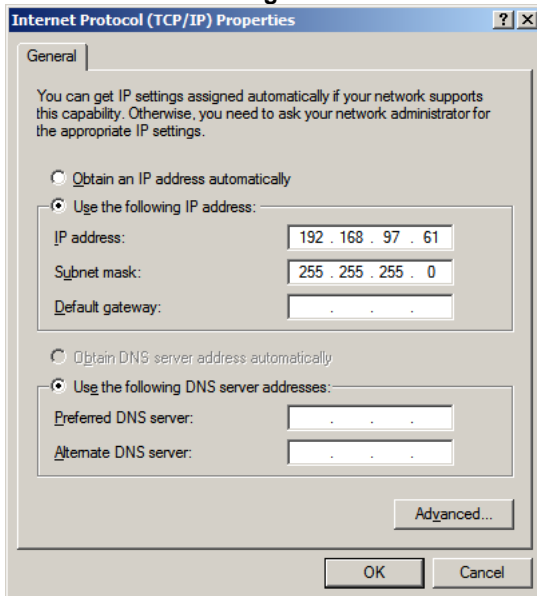 Internet Protocol (TCP/IP) Properties
General
You can get IP settings assigned automatically if your network supports
this capability. Otherwise, you need to ask your network administrator for
the appropriate IP settings.
Obtain an IP address automatically
Use the following IP address:
IP address: 192 . 168 . 97 . 61
Subnet mask: 255 . 255 . 255 . 0
Default gateway: . . .
Obtain DNS server address automatically
Use the following DNS server addresses:
Preferred DNS server: . . .
Alternate DNS server: . . .
Advanced...
OK Cancel